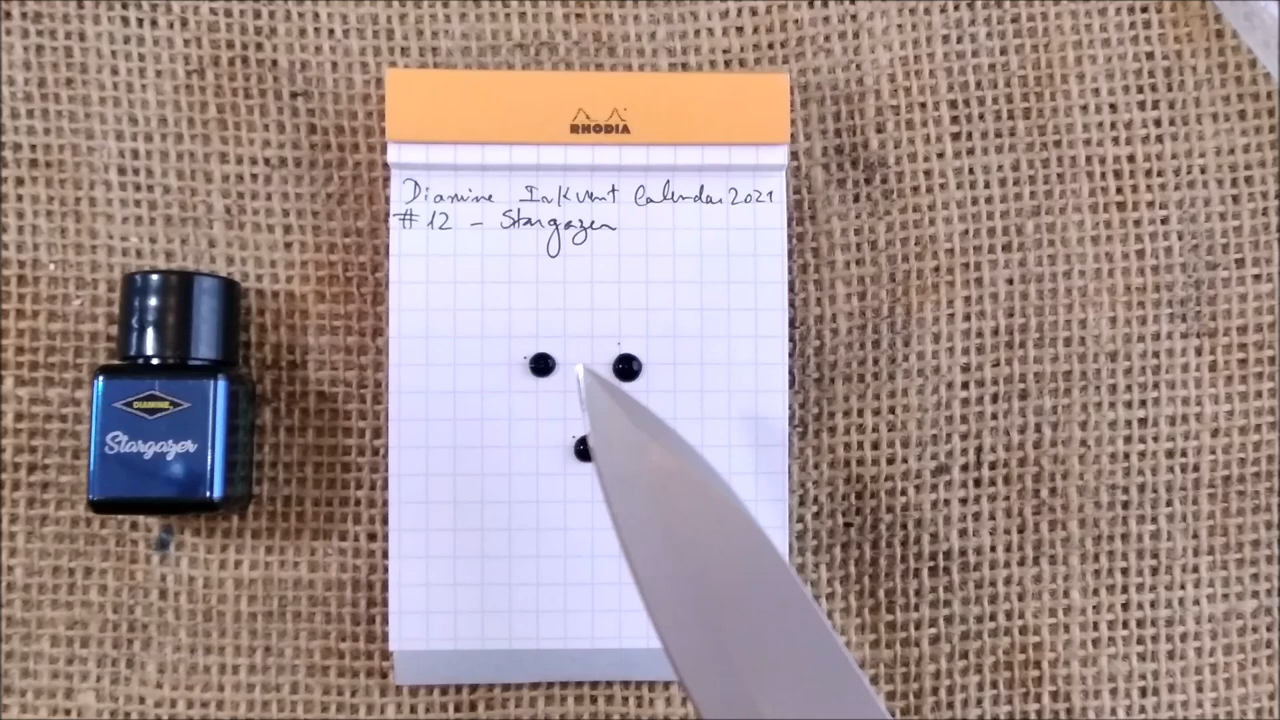 RHODIA
Diamine Inkvent Calendar 2021
#12 - Stargazer
DIAMINE
Stargazer